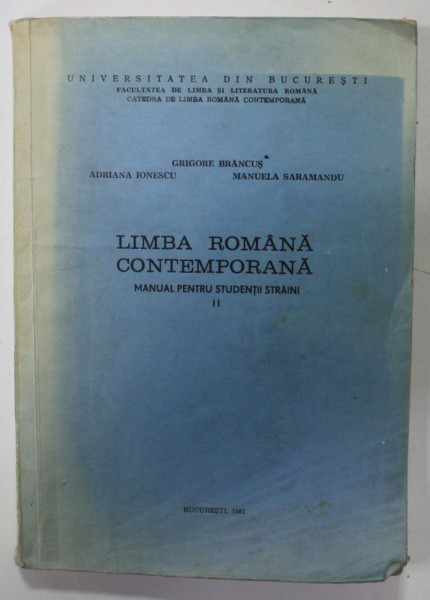 UNIVERSITATEA DIN BUCUREȘTI
FACULTATEA DE LIMBA ȘI LITERATURA ROMÂNĂ
CATEDRA DE LIMBA ROMÂNĂ CONTEMPORANĂ
GRIGORE BRÂNCUȘ
ADRIANA IONESCU MANUELA SARAMANDU
LIMBA ROMÂNĂ
CONTEMPORANĂ
MANUAL PENTRU STUDENȚII STRĂINI
II
BUCUREȘTI, 1981